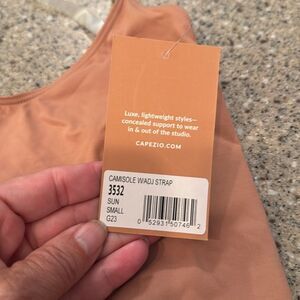 Luxe, lightweight styles—
concealed support to wear
in & out of the studio.
CAPEZIO.COM
CAMISOLE W/ADJ STRAP
3532
SUN
SMALL
G23
0 52931 50746 2